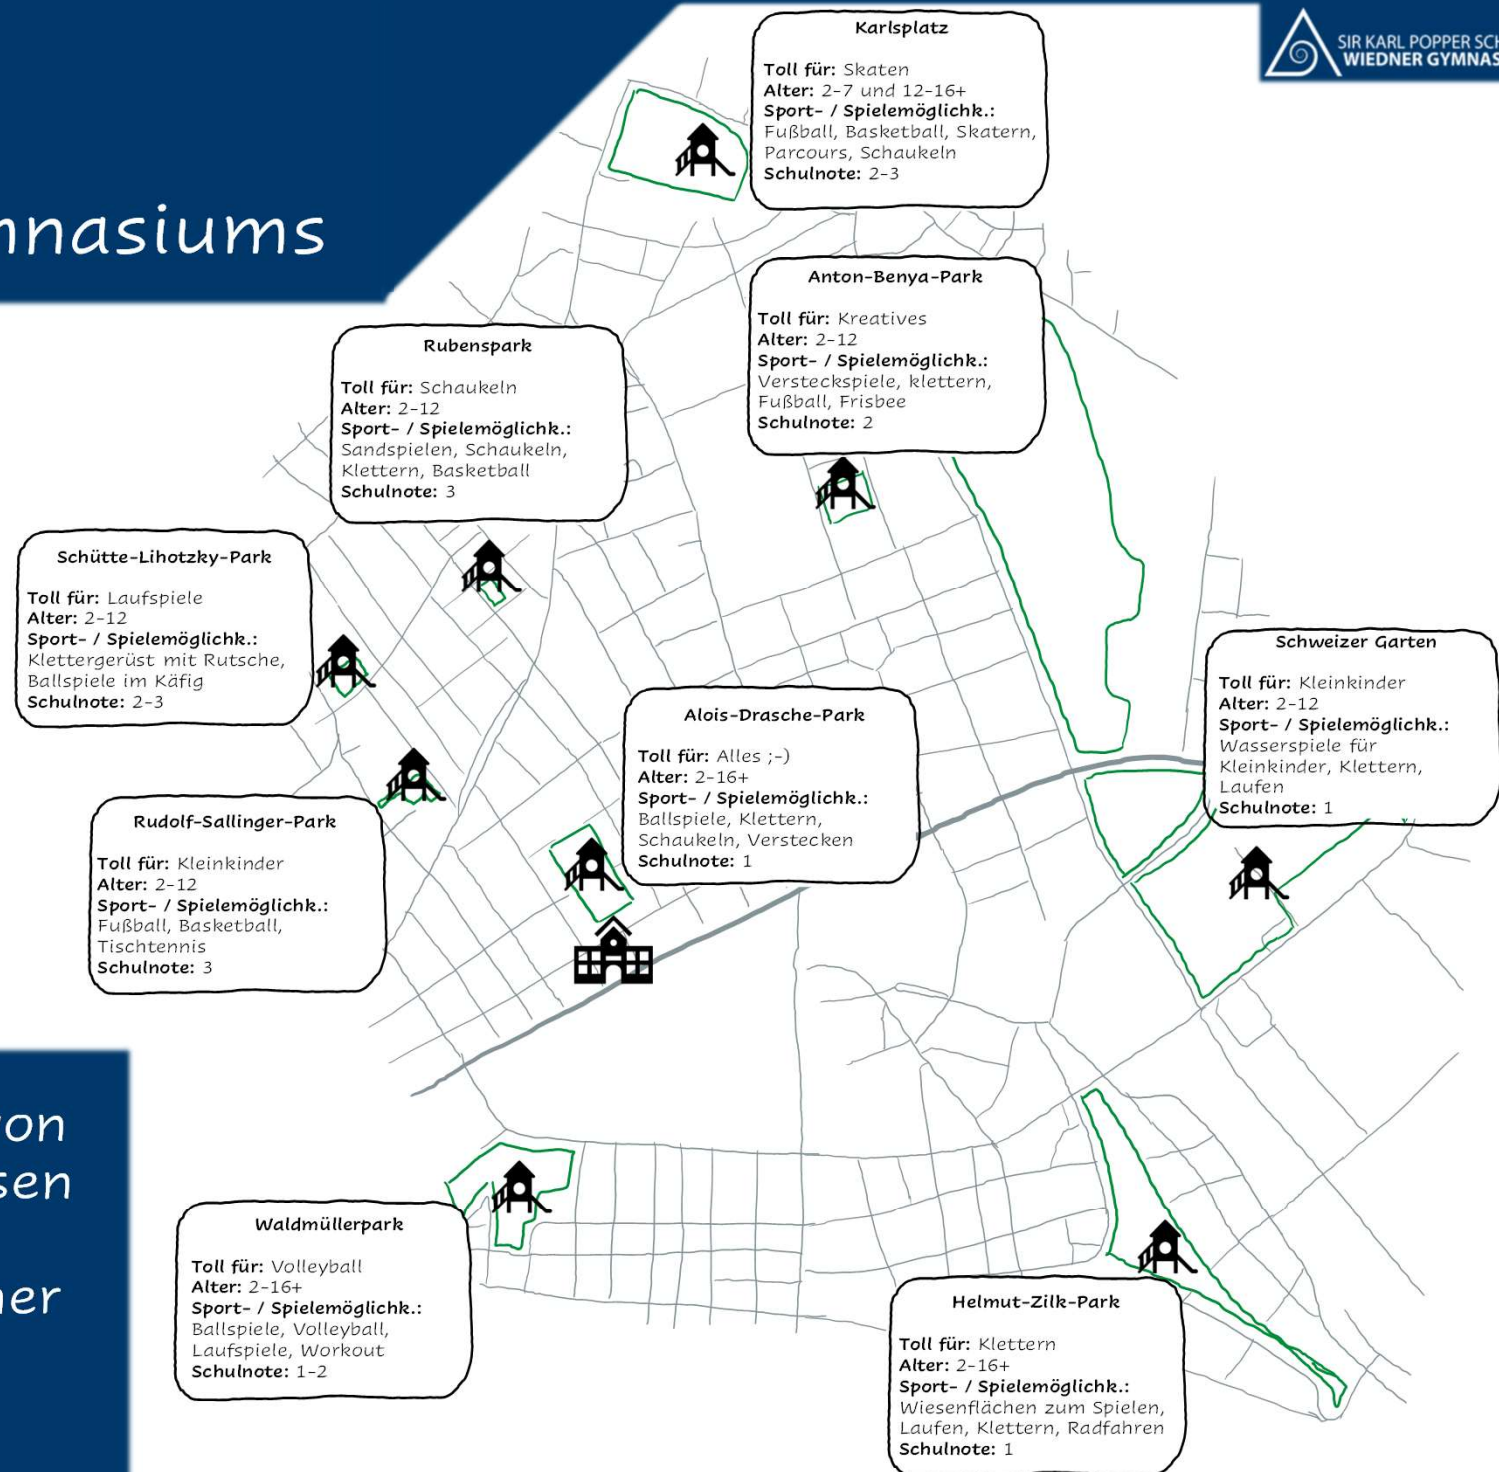 SIR KARL POPPER
WIEDNER
Karlsplatz
Toll für: Skaten
Alter: 2-7 und 12-16+
Sport- / Spielemöglichk.:
Fußball, Basketball, Skatern,
Parcours, Schaukeln
Schulnote: 2-3
Anton-Benya-Park
Toll für: Kreatives
Alter: 2-12
Sport- / Spielemöglichk.:
Versteckspiele, klettern,
Fußball, Frisbee
Schulnote: 2
Rubenspark
Toll für: Schaukeln
Alter: 2-12
Sport- / Spielemöglichk.:
Sandspielen, Schaukeln,
Klettern, Basketball
Schulnote: 3
Schütte-Lihotzky-Park
Toll für: Laufspiele
Alter: 2-12
Sport- / Spielemöglichk.:
Klettergerüst mit Rutsche,
Ballspiele im Käfig
Schulnote: 2-3
Schweizer Garten
Toll für: Kleinkinder
Alter: 2-12
Sport- / Spielemöglichk.:
Wasserspiele für
Kleinkinder, Klettern,
Laufen
Schulnote: 1
Alois-Drasche-Park
Toll für: Alles ;-)
Alter: 2-16+
Sport- / Spielemöglichk.:
Ballspiele, Klettern,
Schaukeln, Verstecken
Schulnote: 1
Rudolf-Sallinger-Park
Toll für: Kleinkinder
Alter: 2-12
Sport- / Spielemöglichk.:
Fußball, Basketball,
Tischtennis
Schulnote: 3
Waldmüllerpark
Toll für: Volleyball
Alter: 2-16+
Sport- / Spielemöglichk.:
Ballspiele, Volleyball,
Laufspiele, Workout
Schulnote: 1-2
Helmut-Zilk-Park
Toll für: Klettern
Alter: 2-16+
Sport- / Spielemöglichk.:
Wiesenflächen zum Spielen,
Laufen, Klettern, Radfahren
Schulnote: 1